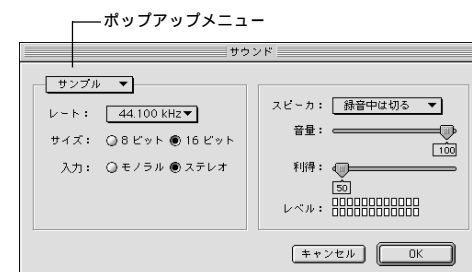 ポップアップメニュー
サウンド
サンプル
レート： 44.100 kHz
サイズ： 8 ビット 16 ビット
入力： モノラル ステレオ
スピーカ： 録音中は切る
音量：
100
利得：
50
レベル：
キャンセル OK